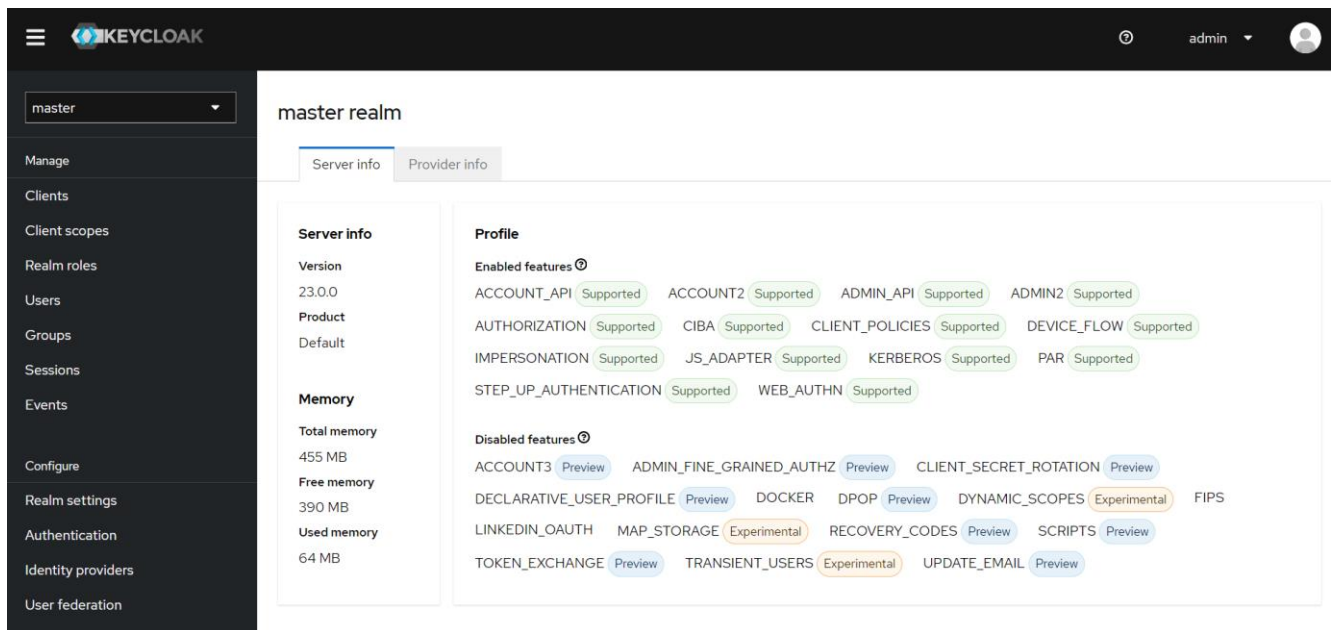 KEYCLOAK
admin
master
Manage
Clients
Client scopes
Realm roles
Users
Groups
Sessions
Events
Configure
Realm settings
Authentication
Identity providers
User federation
master realm
Server info Provider info
Server info
Version
23.0.0
Product
Default
Memory
Total memory
455 MB
Free memory
390 MB
Used memory
64 MB
Profile
Enabled features
ACCOUNT_API Supported ACCOUNT2 Supported ADMIN_API Supported ADMIN2 Supported
AUTHORIZATION Supported CIBA Supported CLIENT_POLICIES Supported DEVICE_FLOW Supported
IMPERSONATION Supported JS_ADAPTER Supported KERBEROS Supported PAR Supported
STEP_UP_AUTHENTICATION Supported WEB_AUTHN Supported
Disabled features
ACCOUNT3 Preview ADMIN_FINE_GRAINED_AUTHZ Preview CLIENT_SECRET_ROTATION Preview
DECLARATIVE_USER_PROFILE Preview DOCKER DPOP Preview DYNAMIC_SCOPES Experimental FIPS
LINKEDIN_OAUTH MAP_STORAGE Experimental RECOVERY_CODES Preview SCRIPTS Preview
TOKEN_EXCHANGE Preview TRANSIENT_USERS Experimental UPDATE_EMAIL Preview